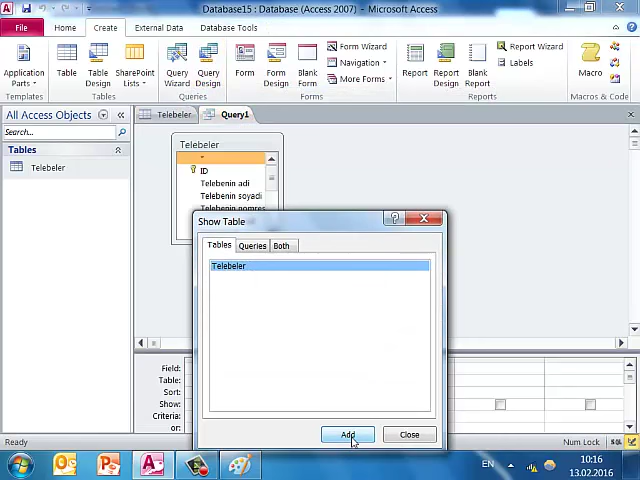 Database15 : Database (Access 2007) - Microsoft Access
File Home Create External Data Database Tools
Application Parts Table Table Design SharePoint Lists Query Wizard Query Design Form Form Design Blank Form Form Wizard Navigation More Forms Report Report Design Blank Report Report Wizard Labels Macro
Templates Tables Queries Forms Reports Macros & Code
All Access Objects Telebeler Query1
Search...
Tables
Telebeler
Telebeler
*
ID
Telebenin adi
Telebenin soyadi
Telebenin nomres
Show Table
Tables Queries Both
Telebeler
Add Close
Field:
Table:
Sort:
Show:
Criteria:
or:
Ready Num Lock SQL
EN 10:16
13.02.2016